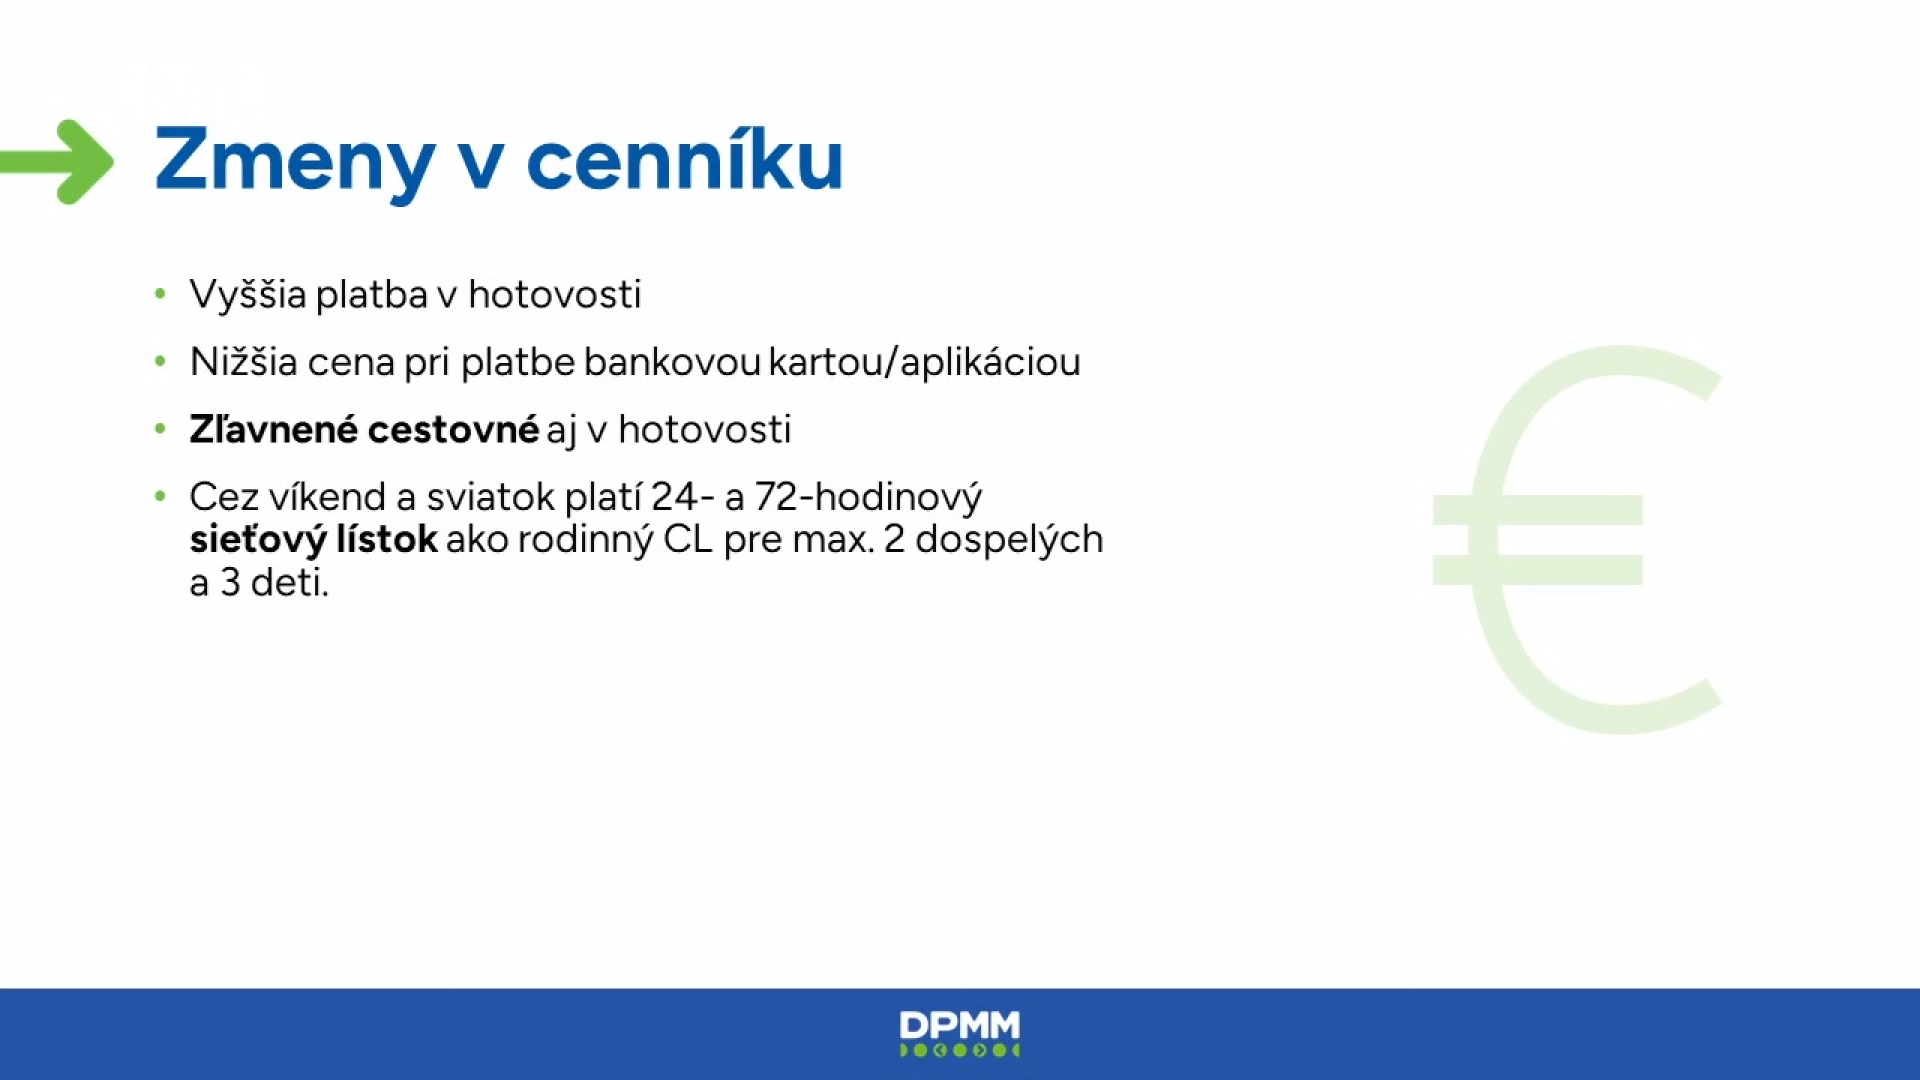 Zmeny v cenníku
• Vyššia platba v hotovosti
• Nižšia cena pri platbe bankovou kartou/aplikáciou
• Zľavnené cestovné aj v hotovosti
• Cez víkend a sviatok platí 24- a 72-hodinový
sieťový lístok ako rodinný CL pre max. 2 dospelých
a 3 deti.
€
DPMM